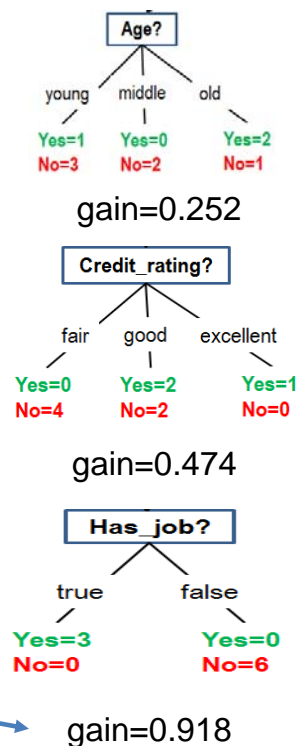 Age?
young middle old
Yes=1 Yes=0 Yes=2
No=3 No=2 No=1
gain=0.252
Credit_rating?
fair good excellent
Yes=0 Yes=2 Yes=1
No=4 No=2 No=0
gain=0.474
Has_job?
true false
Yes=3 Yes=0
No=0 No=6
gain=0.918